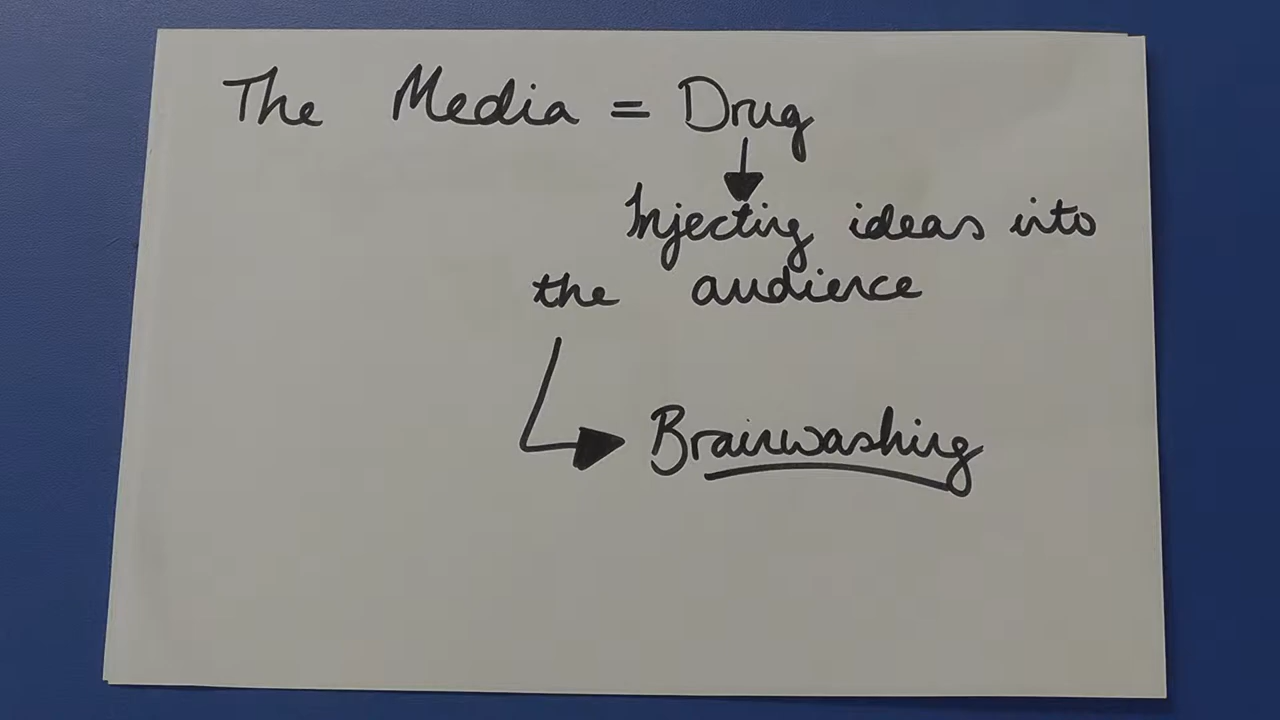 The Media = Drug
Injecting ideas into
the audience
Brainwashing